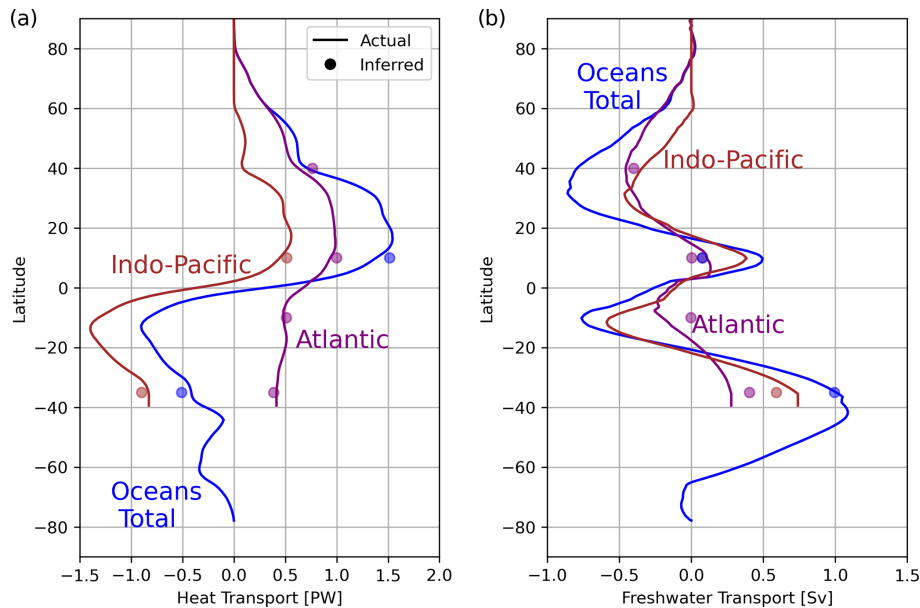 (a)
Actual
Inferred
Indo-Pacific
Atlantic
Oceans
Total
80
60
40
20
0
−20
−40
−60
−80
Latitude
−1.5
−1.0
−0.5
0.0
0.5
1.0
1.5
2.0
Heat Transport [PW]
(b)
Oceans
Total
Indo-Pacific
Atlantic
80
60
40
20
0
−20
−40
−60
−80
Latitude
−1.0
−0.5
0.0
0.5
1.0
1.5
Freshwater Transport [Sv]